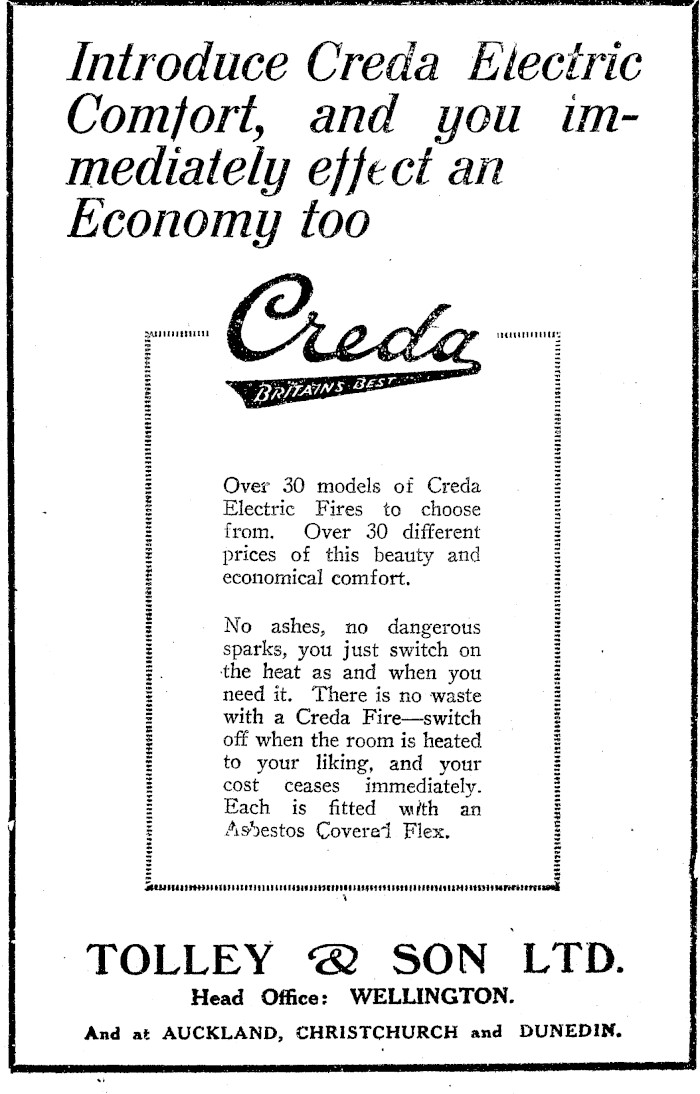 Introduce Creda Electric
Comfort, and you im-
mediately effect an
Economy too
Creda
BRITAINS BEST
Over 30 models of Creda
Electric Fires to choose
from. Over 30 different
prices of this beauty and
economical comfort.
No ashes, no dangerous
sparks, you just switch on
the heat as and when you
need it. There is no waste
with a Creda Fire—switch
off when the room is heated
to your liking, and your
cost ceases immediately.
Each is fitted with an
Asbestos Covered Flex.
TOLLEY & SON LTD.
Head Office: WELLINGTON.
And at AUCKLAND, CHRISTCHURCH and DUNEDIN.